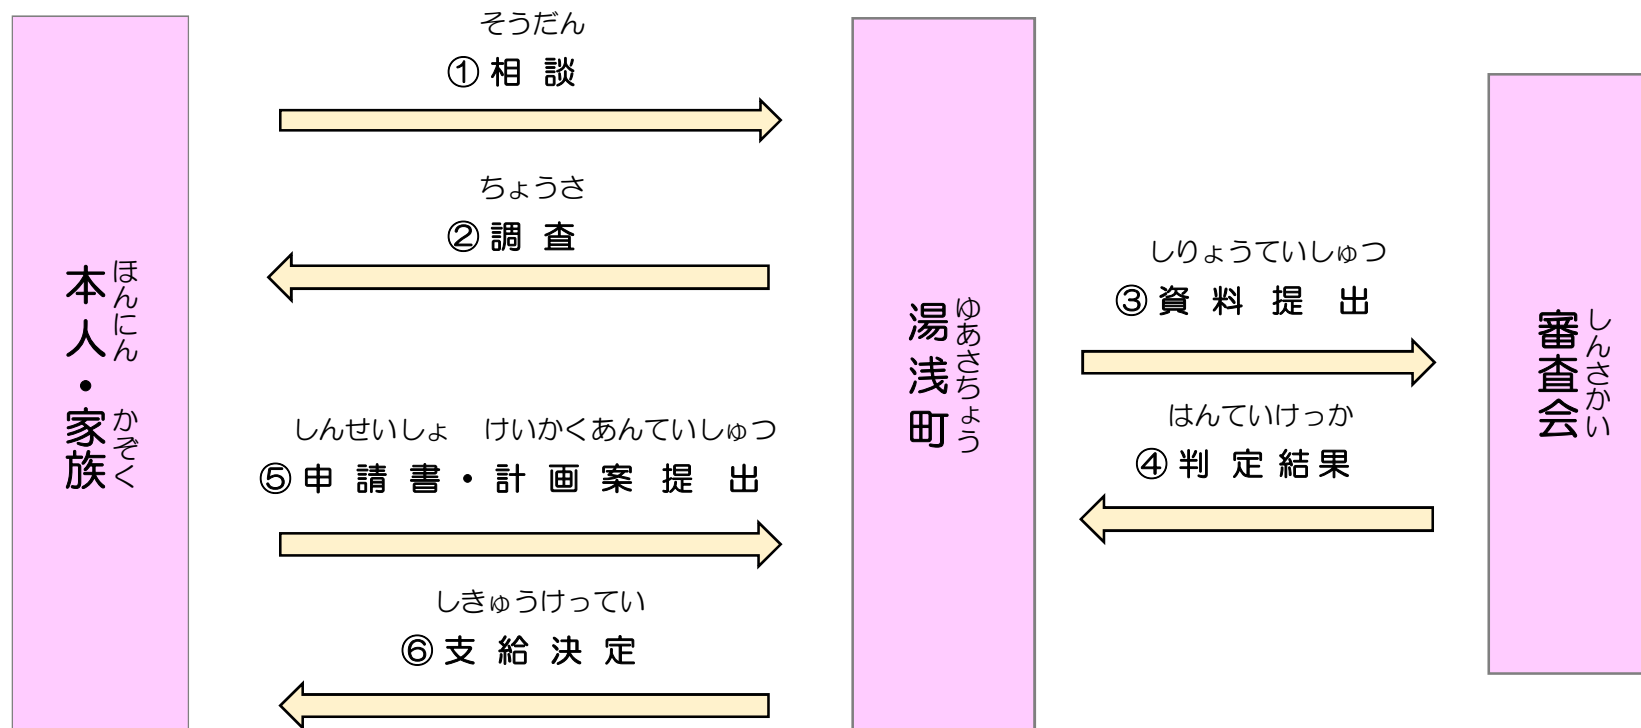 ほんにん かぞく
本人・家族
そうだん
①相談
ちょうさ
②調査
しんせいしょ けいかくあんていしゅつ
⑤申請書・計画案提出
しきゅうけってい
⑥支給決定
ゆあさちょう
湯浅町
しりょうていしゅつ
③資料提出
はんていけっか
④判定結果
しんさかい
審査会